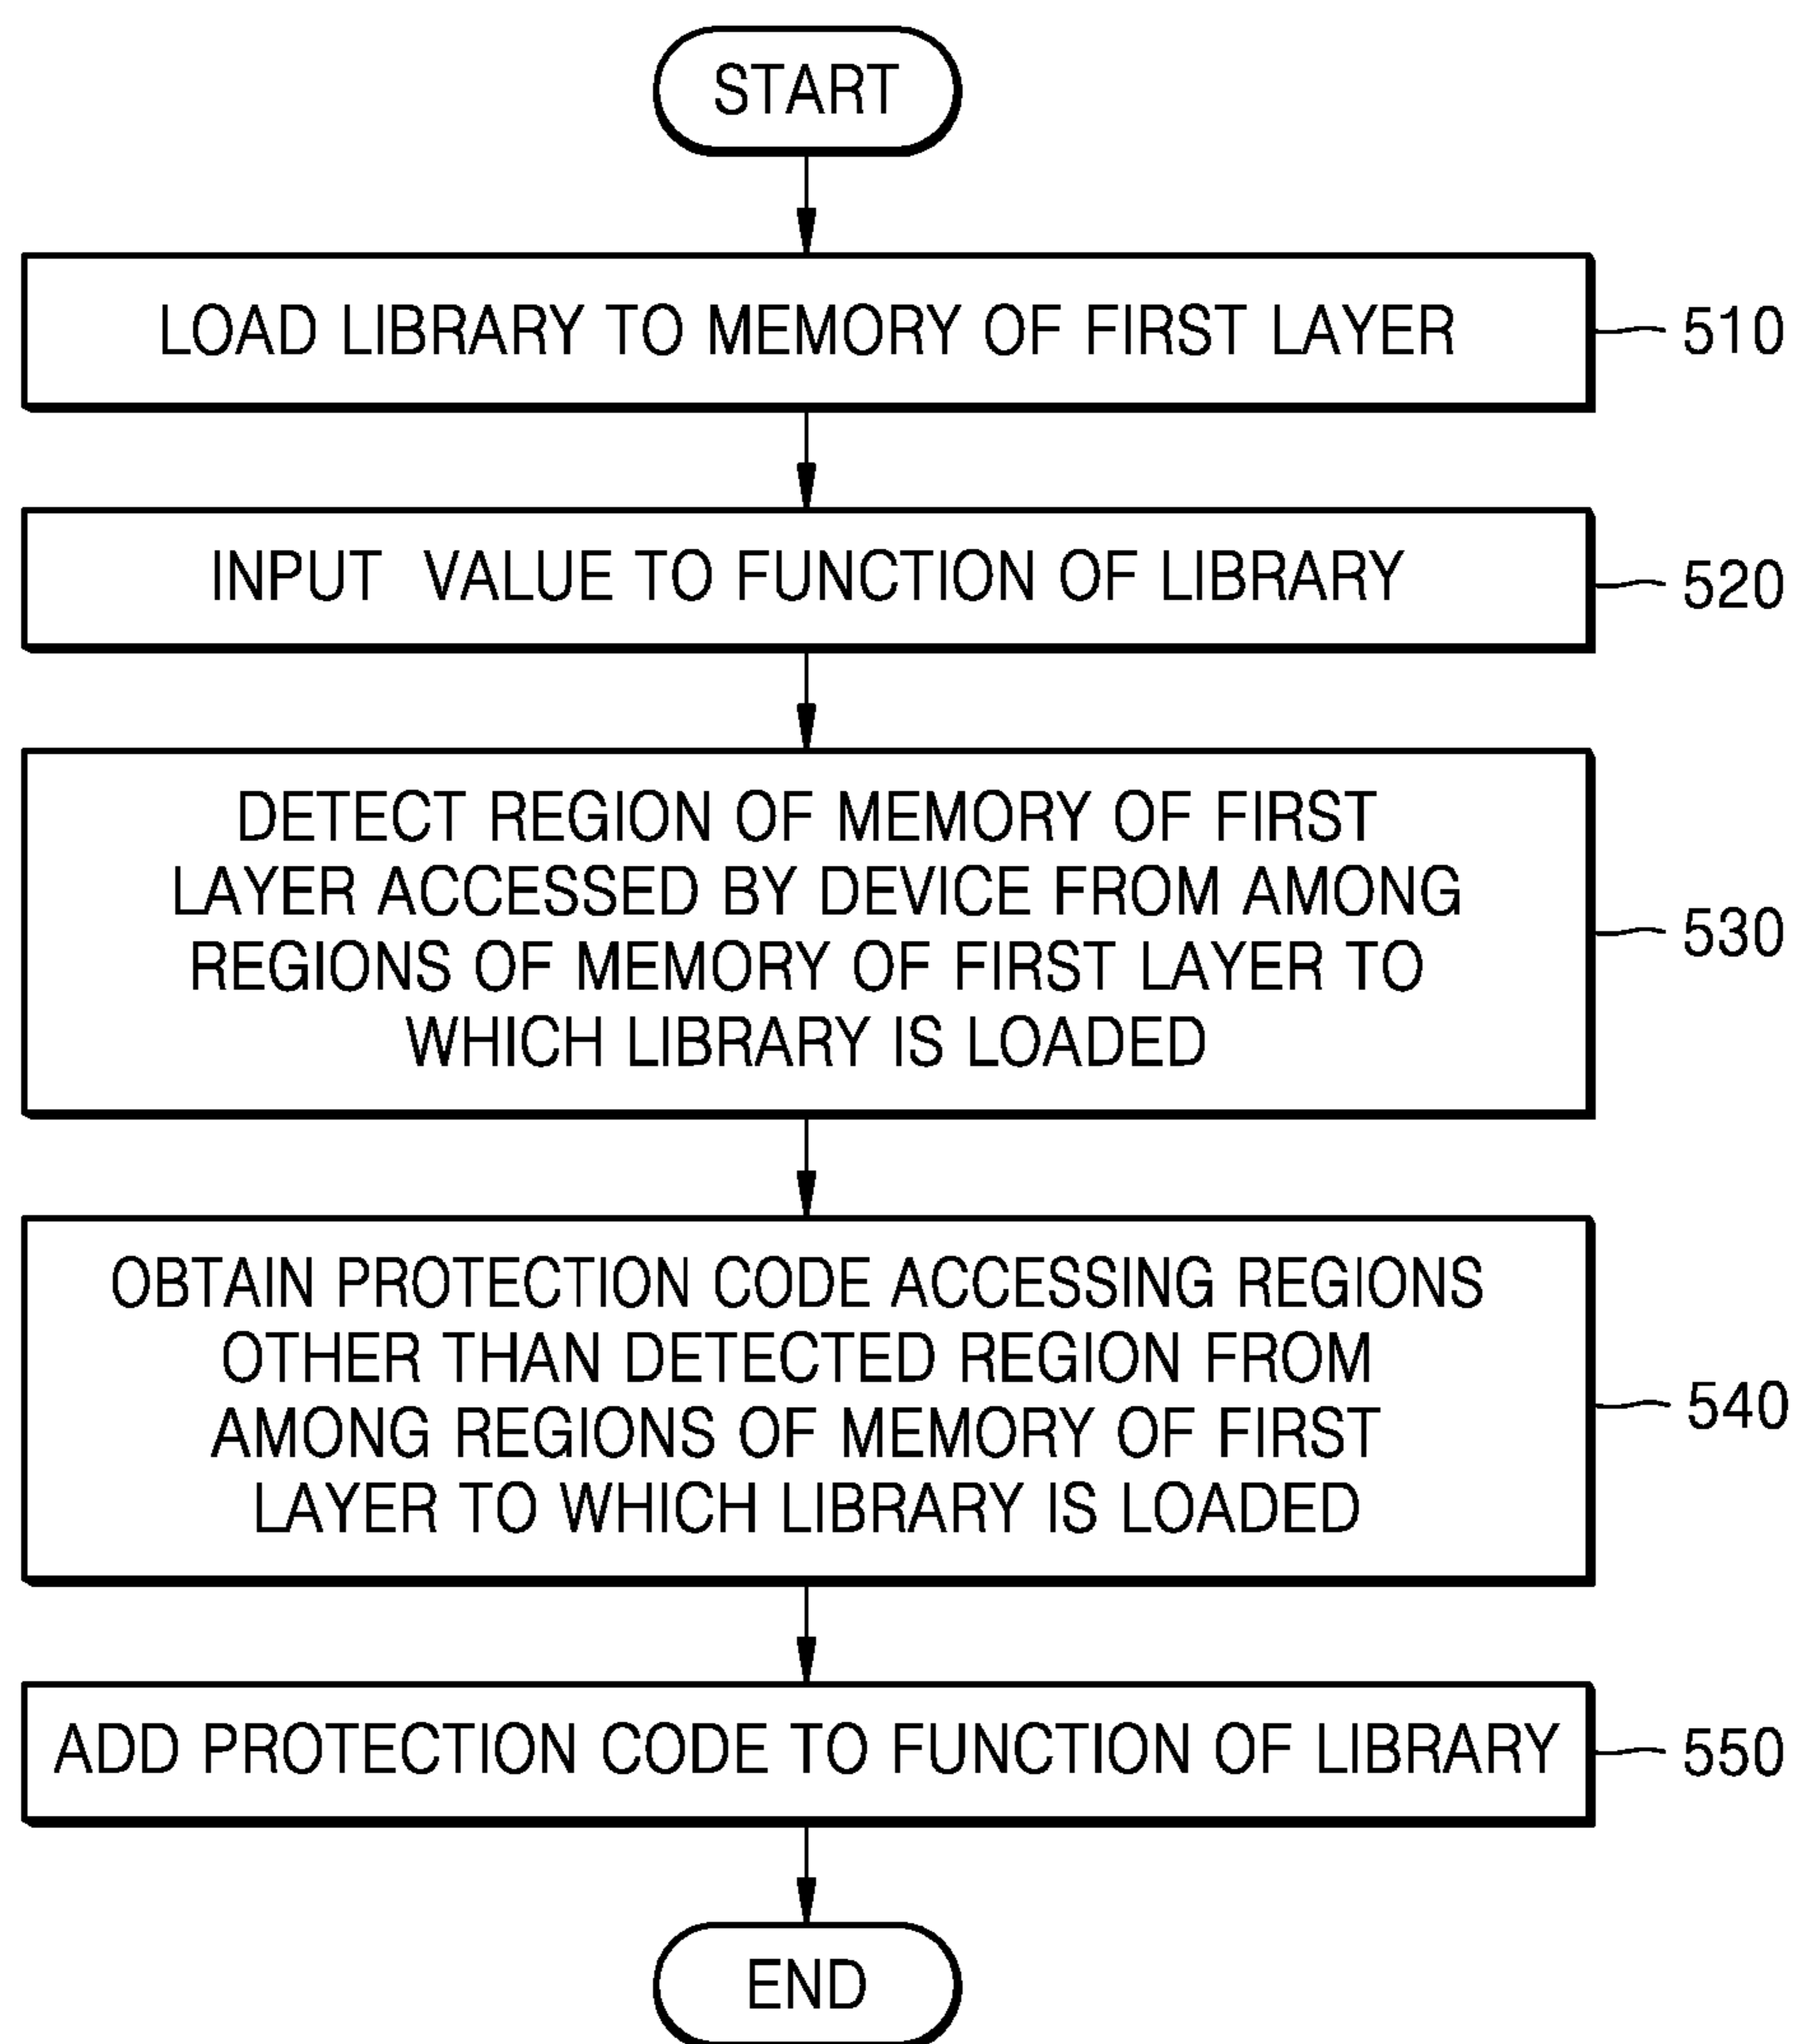 START
LOAD LIBRARY TO MEMORY OF FIRST LAYER
510
INPUT VALUE TO FUNCTION OF LIBRARY
520
DETECT REGION OF MEMORY OF FIRST
LAYER ACCESSED BY DEVICE FROM AMONG
REGIONS OF MEMORY OF FIRST LAYER TO
WHICH LIBRARY IS LOADED
530
OBTAIN PROTECTION CODE ACCESSING REGIONS
OTHER THAN DETECTED REGION FROM
AMONG REGIONS OF MEMORY OF FIRST
LAYER TO WHICH LIBRARY IS LOADED
540
ADD PROTECTION CODE TO FUNCTION OF LIBRARY
550
END